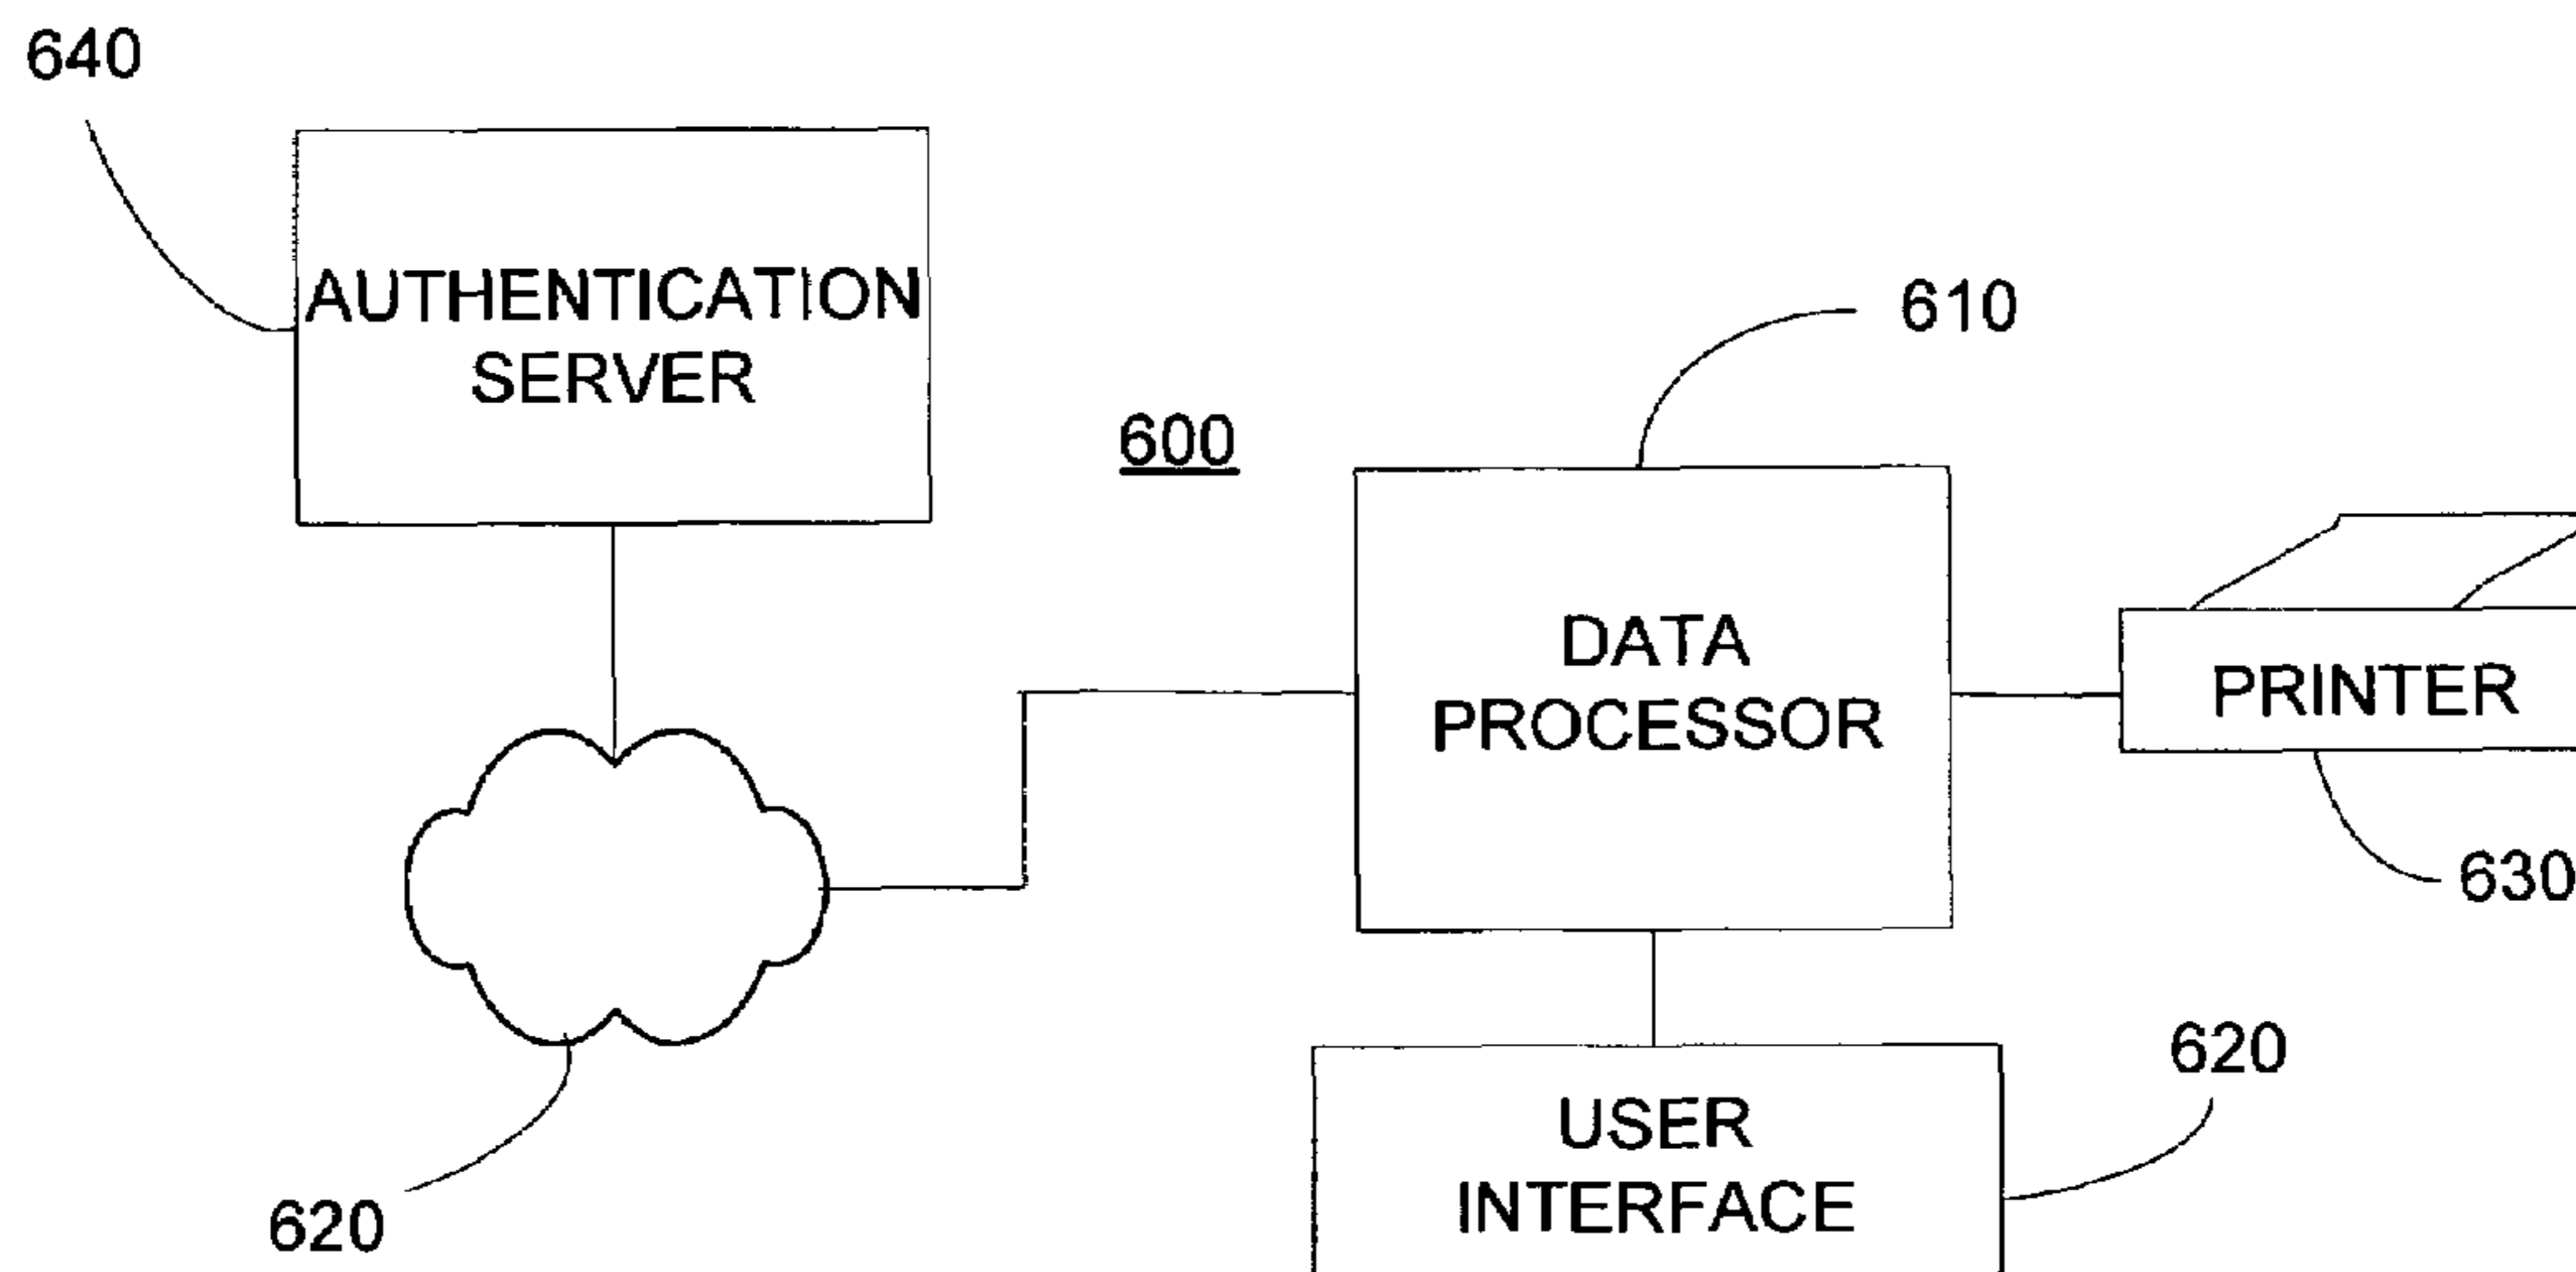 640
AUTHENTICATION
SERVER
610
600
DATA
PROCESSOR
PRINTER
630
620
USER
INTERFACE
620